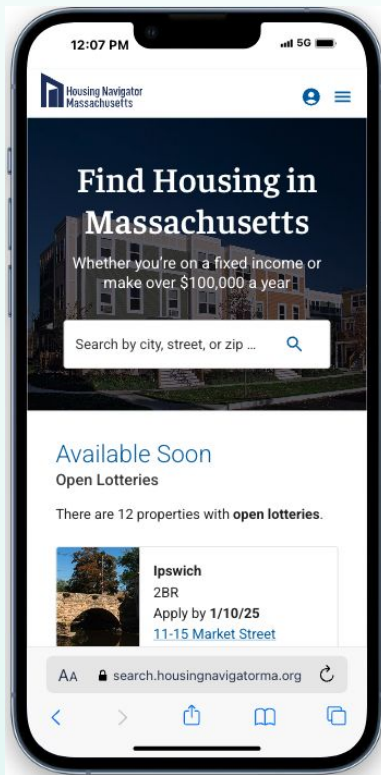 12:07 PM
5G
Housing Navigator
Massachusetts
Find Housing in
Massachusetts
Whether you're on a fixed income or
make over $100,000 a year
Search by city, street, or zip ...
Available Soon
Open Lotteries
There are 12 properties with open lotteries.
Ipswich
2BR
Apply by 1/10/25
11-15 Market Street
AA search.housingnavigatorma.org